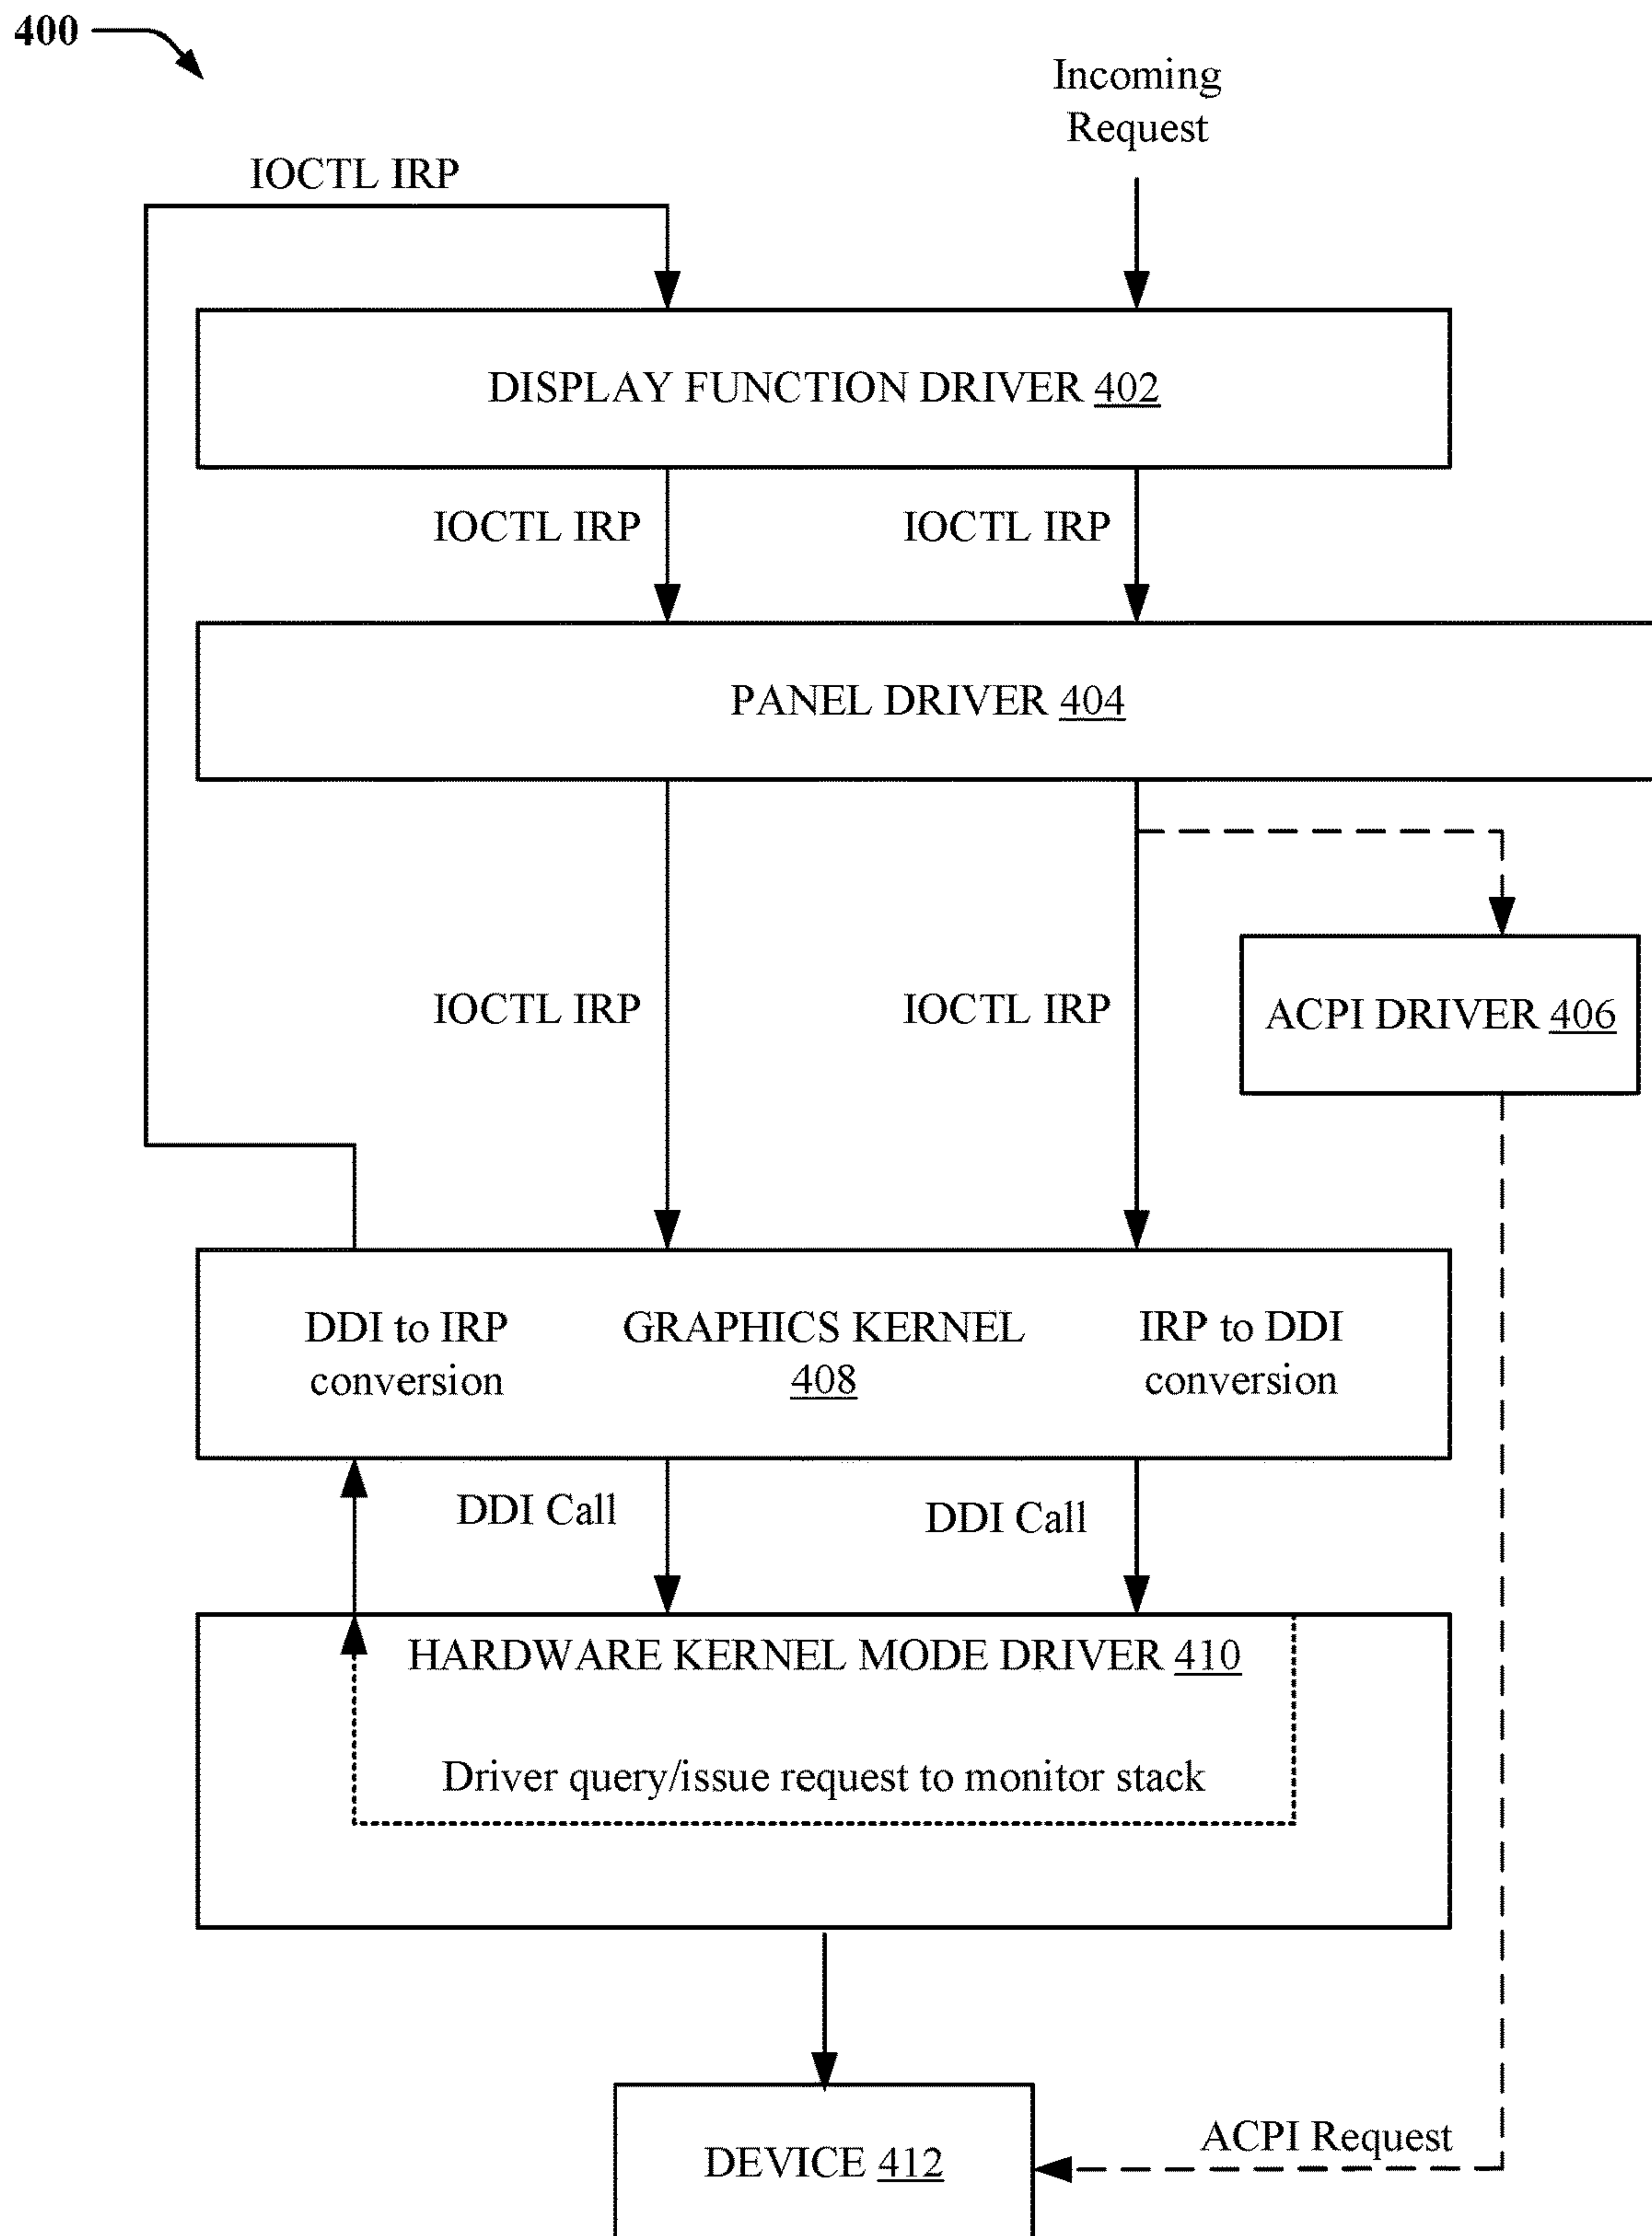 400
Incoming
Request
IOCTL IRP
DISPLAY FUNCTION DRIVER 402
IOCTL IRP
IOCTL IRP
PANEL DRIVER 404
IOCTL IRP
IOCTL IRP
ACPI DRIVER 406
DDI to IRP
conversion
GRAPHICS KERNEL
408
IRP to DDI
conversion
DDI Call
DDI Call
HARDWARE KERNEL MODE DRIVER 410
Driver query/issue request to monitor stack
ACPI Request
DEVICE 412